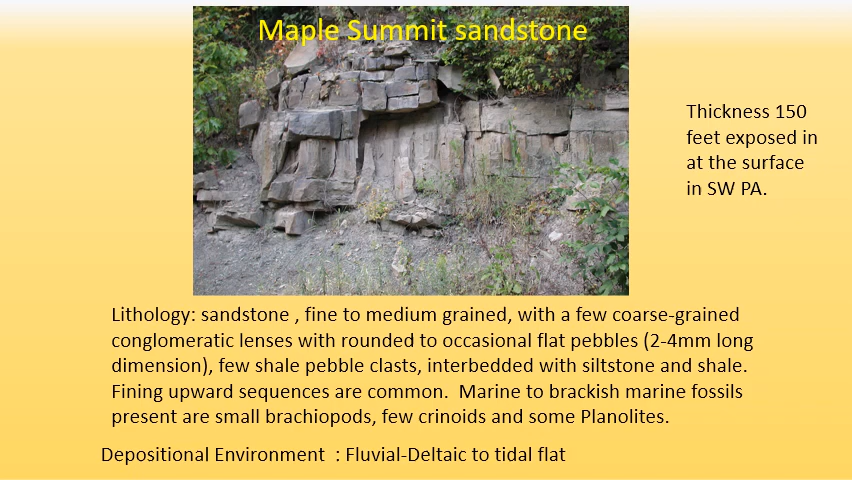 Maple Summit sandstone
Thickness 150
feet exposed in
at the surface
in SW PA.
Lithology: sandstone , fine to medium grained, with a few coarse-grained
conglomeratic lenses with rounded to occasional flat pebbles (2-4mm long
dimension), few shale pebble clasts, interbedded with siltstone and shale.
Fining upward sequences are common.  Marine to brackish marine fossils
present are small brachiopods, few crinoids and some Planolites.
Depositional Environment  : Fluvial-Deltaic to tidal flat